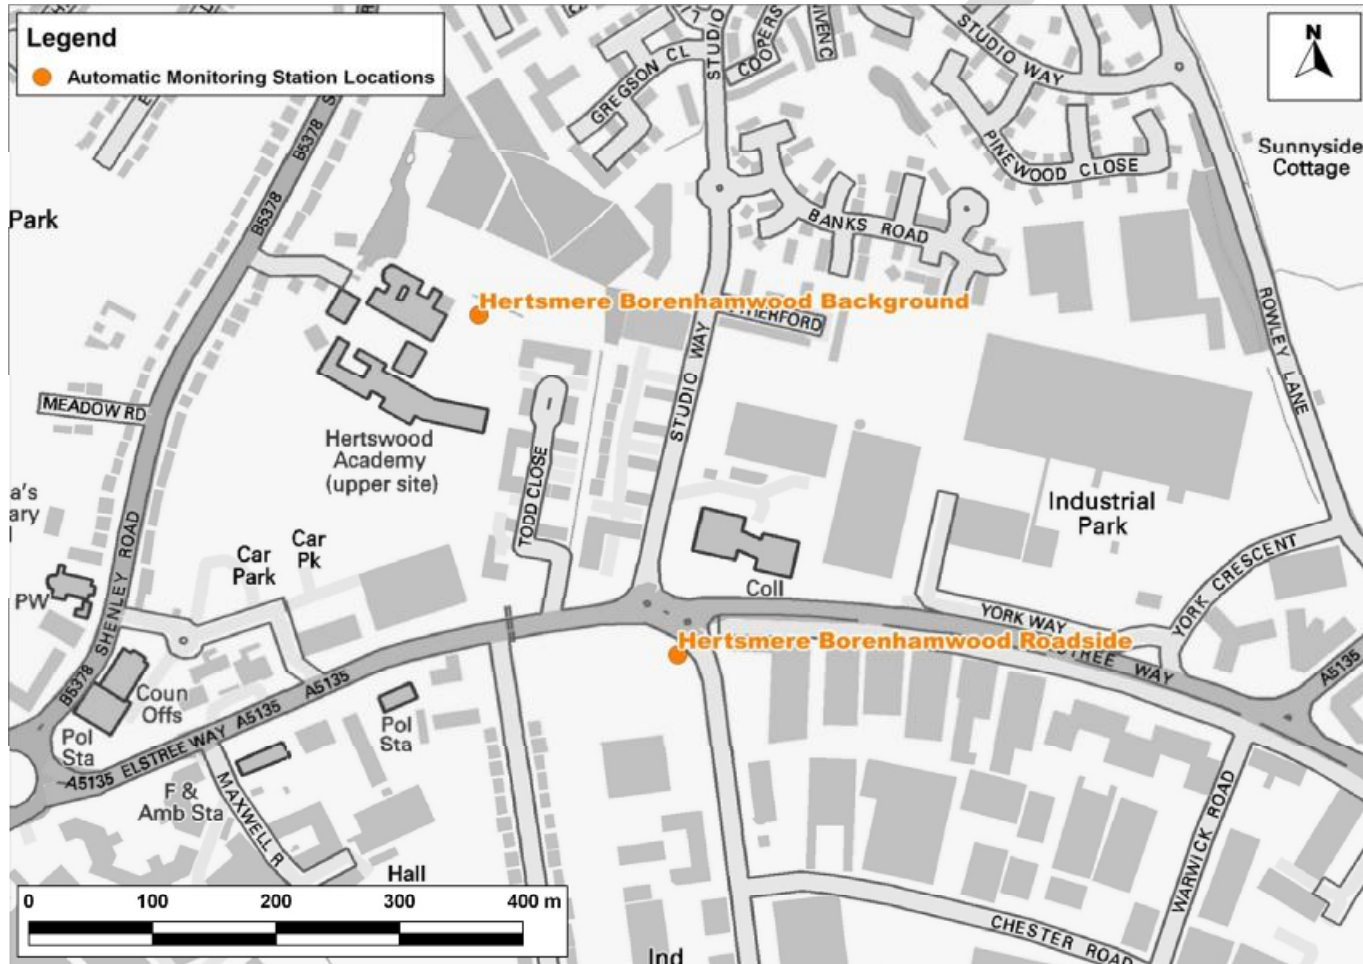 Legend
Automatic Monitoring Station Locations
N
B5378
B5378
GREGSON CL
STUDIO
COOPERS
STUDIO WAY
PINEWOOD CLOSE
Sunnyside
Cottage
Park
BANKS ROAD
Hertsmere Borenhamwood Background
STUDIO WAY
ROWLEY LANE
MEADOW RD
Hertswood
Academy
(upper site)
TODD CLOSE
Industrial
Park
a's
ary
SHENLEY ROAD
Car
Park
Car
Pk
Coll
YORK CRESCENT
PW
YORK WAY
Hertsmere Borenhamwood Roadside
WAY
A5135
B5378
Coun
Offs
Pol
Sta
A5135 ELSTREE WAY A5135
A5135
Pol
Sta
F &
Amb Sta
MAXWELL R
WARWICK ROAD
Hall
0 100 200 300 400 m
CHESTER ROAD
Ind